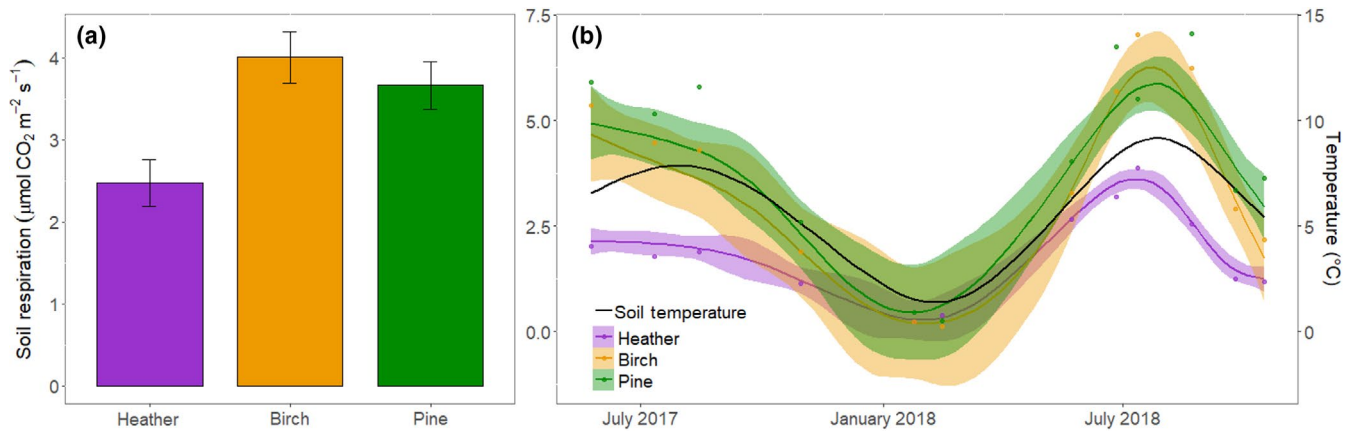 (a)
Soil respiration (µmol CO₂ m⁻² s⁻¹)
4
3
2
1
0
Heather Birch Pine
(b)
7.5
5.0
2.5
0.0
15
10
5
0
Temperature (°C)
Soil temperature
Heather
Birch
Pine
July 2017 January 2018 July 2018